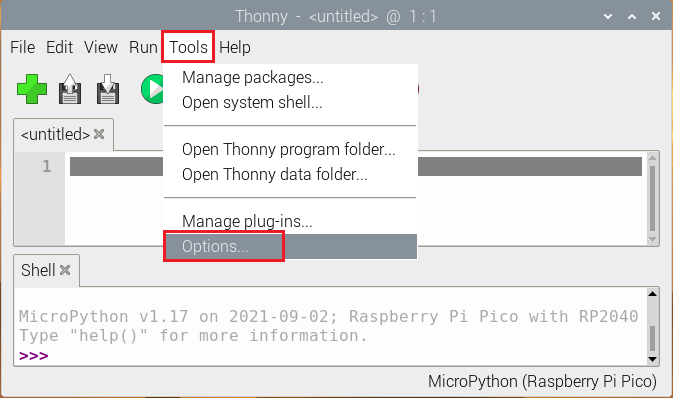 Thonny - <untitled> @ 1 : 1
File Edit View Run Tools Help
Manage packages...
Open system shell...
<untitled>
Open Thonny program folder...
1
Open Thonny data folder...
Manage plug-ins...
Options...
Shell
MicroPython v1.17 on 2021-09-02; Raspberry Pi Pico with RP2040
Type "help()" for more information.
>>>
MicroPython (Raspberry Pi Pico)